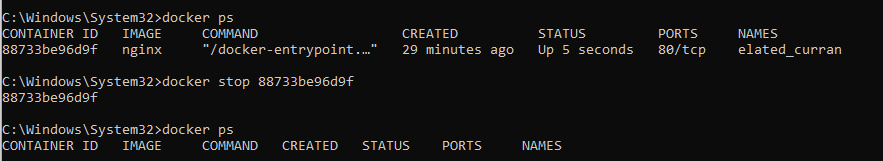 C:\Windows\System32>docker ps
CONTAINER ID   IMAGE     COMMAND                  CREATED          STATUS         PORTS     NAMES
88733be96d9f   nginx     "/docker-entrypoint.…"   29 minutes ago   Up 5 seconds   80/tcp    elated_curran
C:\Windows\System32>docker stop 88733be96d9f
88733be96d9f
C:\Windows\System32>docker ps
CONTAINER ID   IMAGE     COMMAND   CREATED   STATUS    PORTS     NAMES